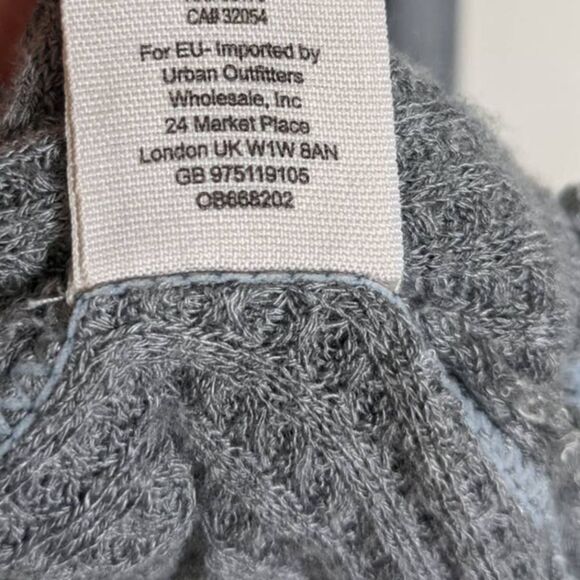 CA# 32054
For EU- Imported by
Urban Outfitters
Wholesale, Inc
24 Market Place
London UK W1W 8AN
GB 975119105
OB668202